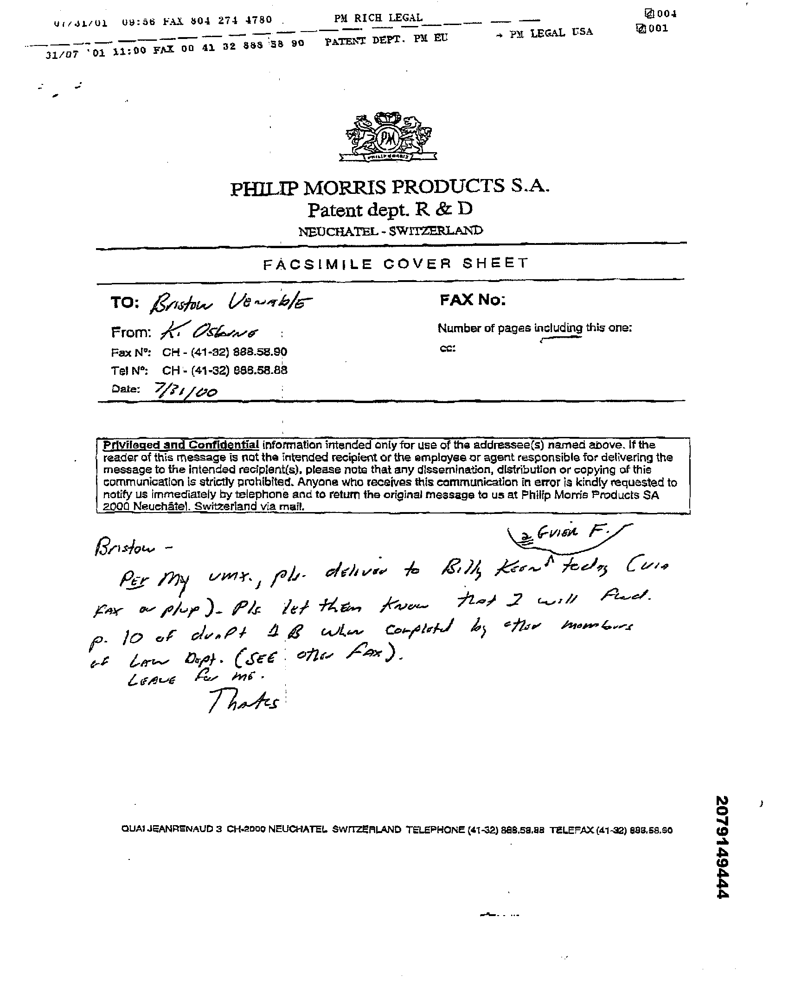 07/31/01 09:56 FAX 804 274 4780 PM RICH LEGAL 004
31/07 '01 11:00 FAX 00 41 32 888 58 90 PATENT DEPT. PM EU → PM LEGAL USA 001
PM
PHILIP MORRIS
PHILIP MORRIS PRODUCTS S.A.
Patent dept. R & D
NEUCHATEL - SWITZERLAND
FACSIMILE COVER SHEET
TO: Bristow Venable FAX No:
From: K. Osborne Number of pages including this one:
Fax N°: CH - (41-32) 888.58.90 cc:
Tel N°: CH - (41-32) 888.58.88
Date: 7/31/00
Privileged and Confidential information intended only for use of the addressee(s) named above. If the
reader of this message is not the intended recipient or the employee or agent responsible for delivering the
message to the intended recipient(s), please note that any dissemination, distribution or copying of this
communication is strictly prohibited. Anyone who receives this communication in error is kindly requested to
notify us immediately by telephone and to return the original message to us at Philip Morris Products SA
2000 Neuchâtel, Switzerland via mail.
Guion F.
Bristow -
Per my vmx., pls. deliver to Billy today (via
Fax or). Pls let them know that I will Fwd.
p. 10 of when completed by other members
of Law Dept. (SEE other Fax).
LEAVE for me.
Thanks
QUAI JEANRENAUD 3 CH-2000 NEUCHATEL SWITZERLAND TELEPHONE (41-32) 888.58.88 TELEFAX (41-32) 888.58.90
2079149444